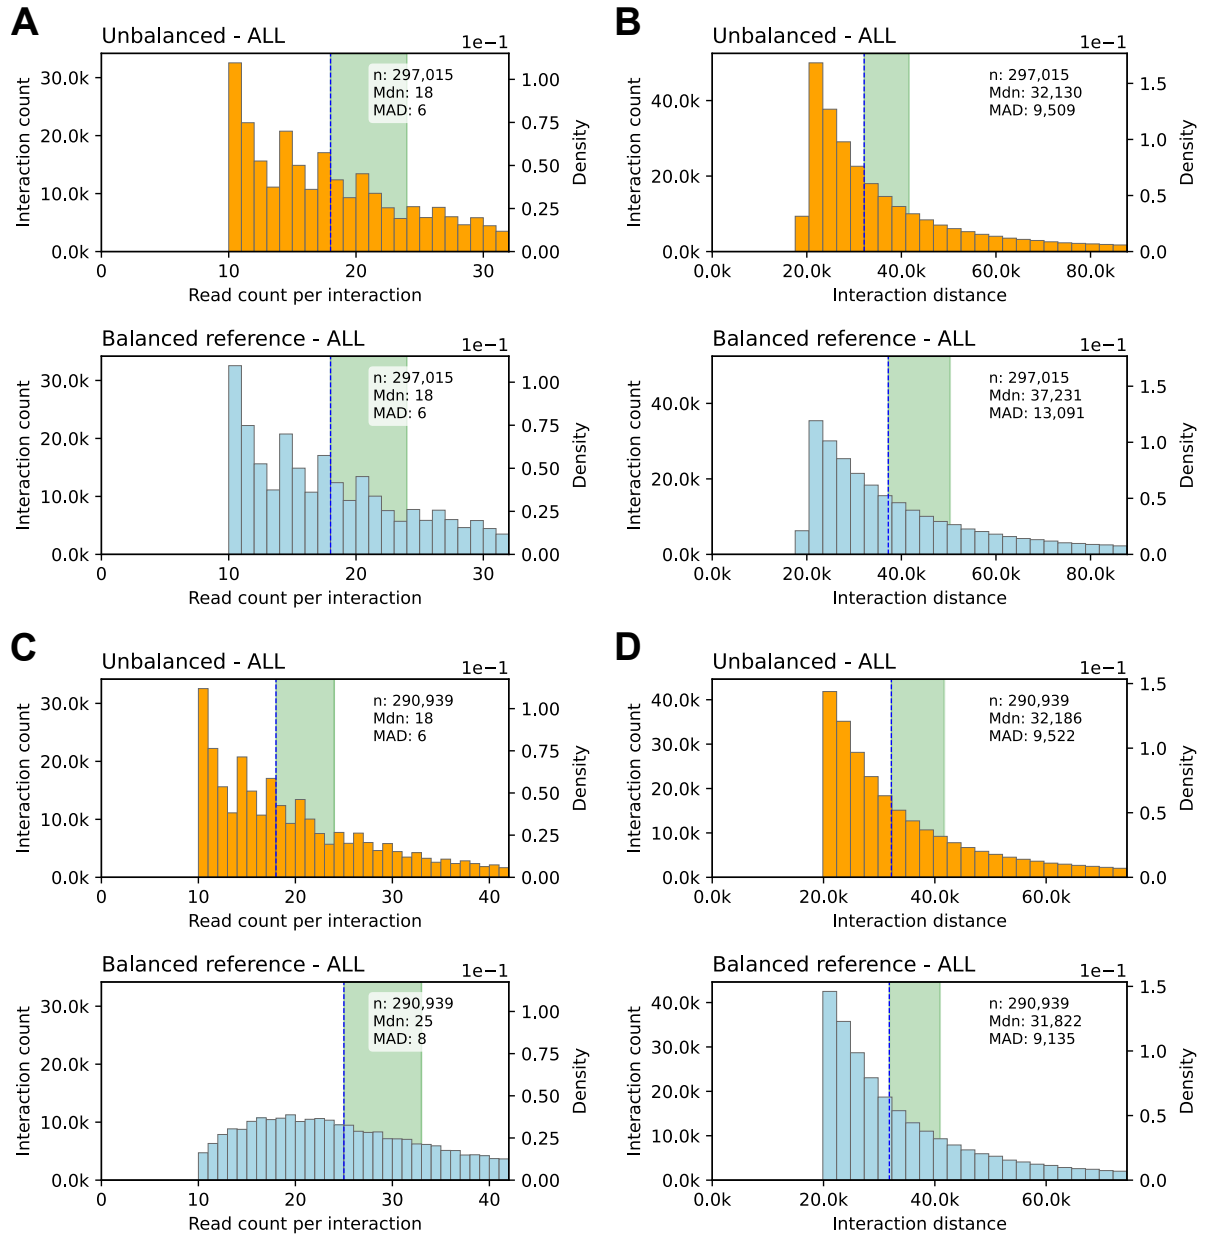 A
Unbalanced - ALL
1e−1
Interaction count
30.0k
20.0k
10.0k
0.0k
n: 297,015
Mdn: 18
MAD: 6
1.00
0.75
0.50
0.25
0.00
Density
0
10
20
30
Read count per interaction
Balanced reference - ALL
1e−1
Interaction count
30.0k
20.0k
10.0k
0.0k
n: 297,015
Mdn: 18
MAD: 6
1.00
0.75
0.50
0.25
0.00
Density
0
10
20
30
Read count per interaction
B
Unbalanced - ALL
1e−1
Interaction count
40.0k
20.0k
0.0k
n: 297,015
Mdn: 32,130
MAD: 9,509
1.5
1.0
0.5
0.0
Density
0.0k
20.0k
40.0k
60.0k
80.0k
Interaction distance
Balanced reference - ALL
1e−1
Interaction count
40.0k
20.0k
0.0k
n: 297,015
Mdn: 37,231
MAD: 13,091
1.5
1.0
0.5
0.0
Density
0.0k
20.0k
40.0k
60.0k
80.0k
Interaction distance
C
Unbalanced - ALL
1e−1
Interaction count
30.0k
20.0k
10.0k
0.0k
n: 290,939
Mdn: 18
MAD: 6
1.00
0.75
0.50
0.25
0.00
Density
0
10
20
30
40
Read count per interaction
Balanced reference - ALL
1e−1
Interaction count
30.0k
20.0k
10.0k
0.0k
n: 290,939
Mdn: 25
MAD: 8
1.00
0.75
0.50
0.25
0.00
Density
0
10
20
30
40
Read count per interaction
D
Unbalanced - ALL
1e−1
Interaction count
40.0k
30.0k
20.0k
10.0k
0.0k
n: 290,939
Mdn: 32,186
MAD: 9,522
1.5
1.0
0.5
0.0
Density
0.0k
20.0k
40.0k
60.0k
Interaction distance
Balanced reference - ALL
1e−1
Interaction count
40.0k
30.0k
20.0k
10.0k
0.0k
n: 290,939
Mdn: 31,822
MAD: 9,135
1.5
1.0
0.5
0.0
Density
0.0k
20.0k
40.0k
60.0k
Interaction distance